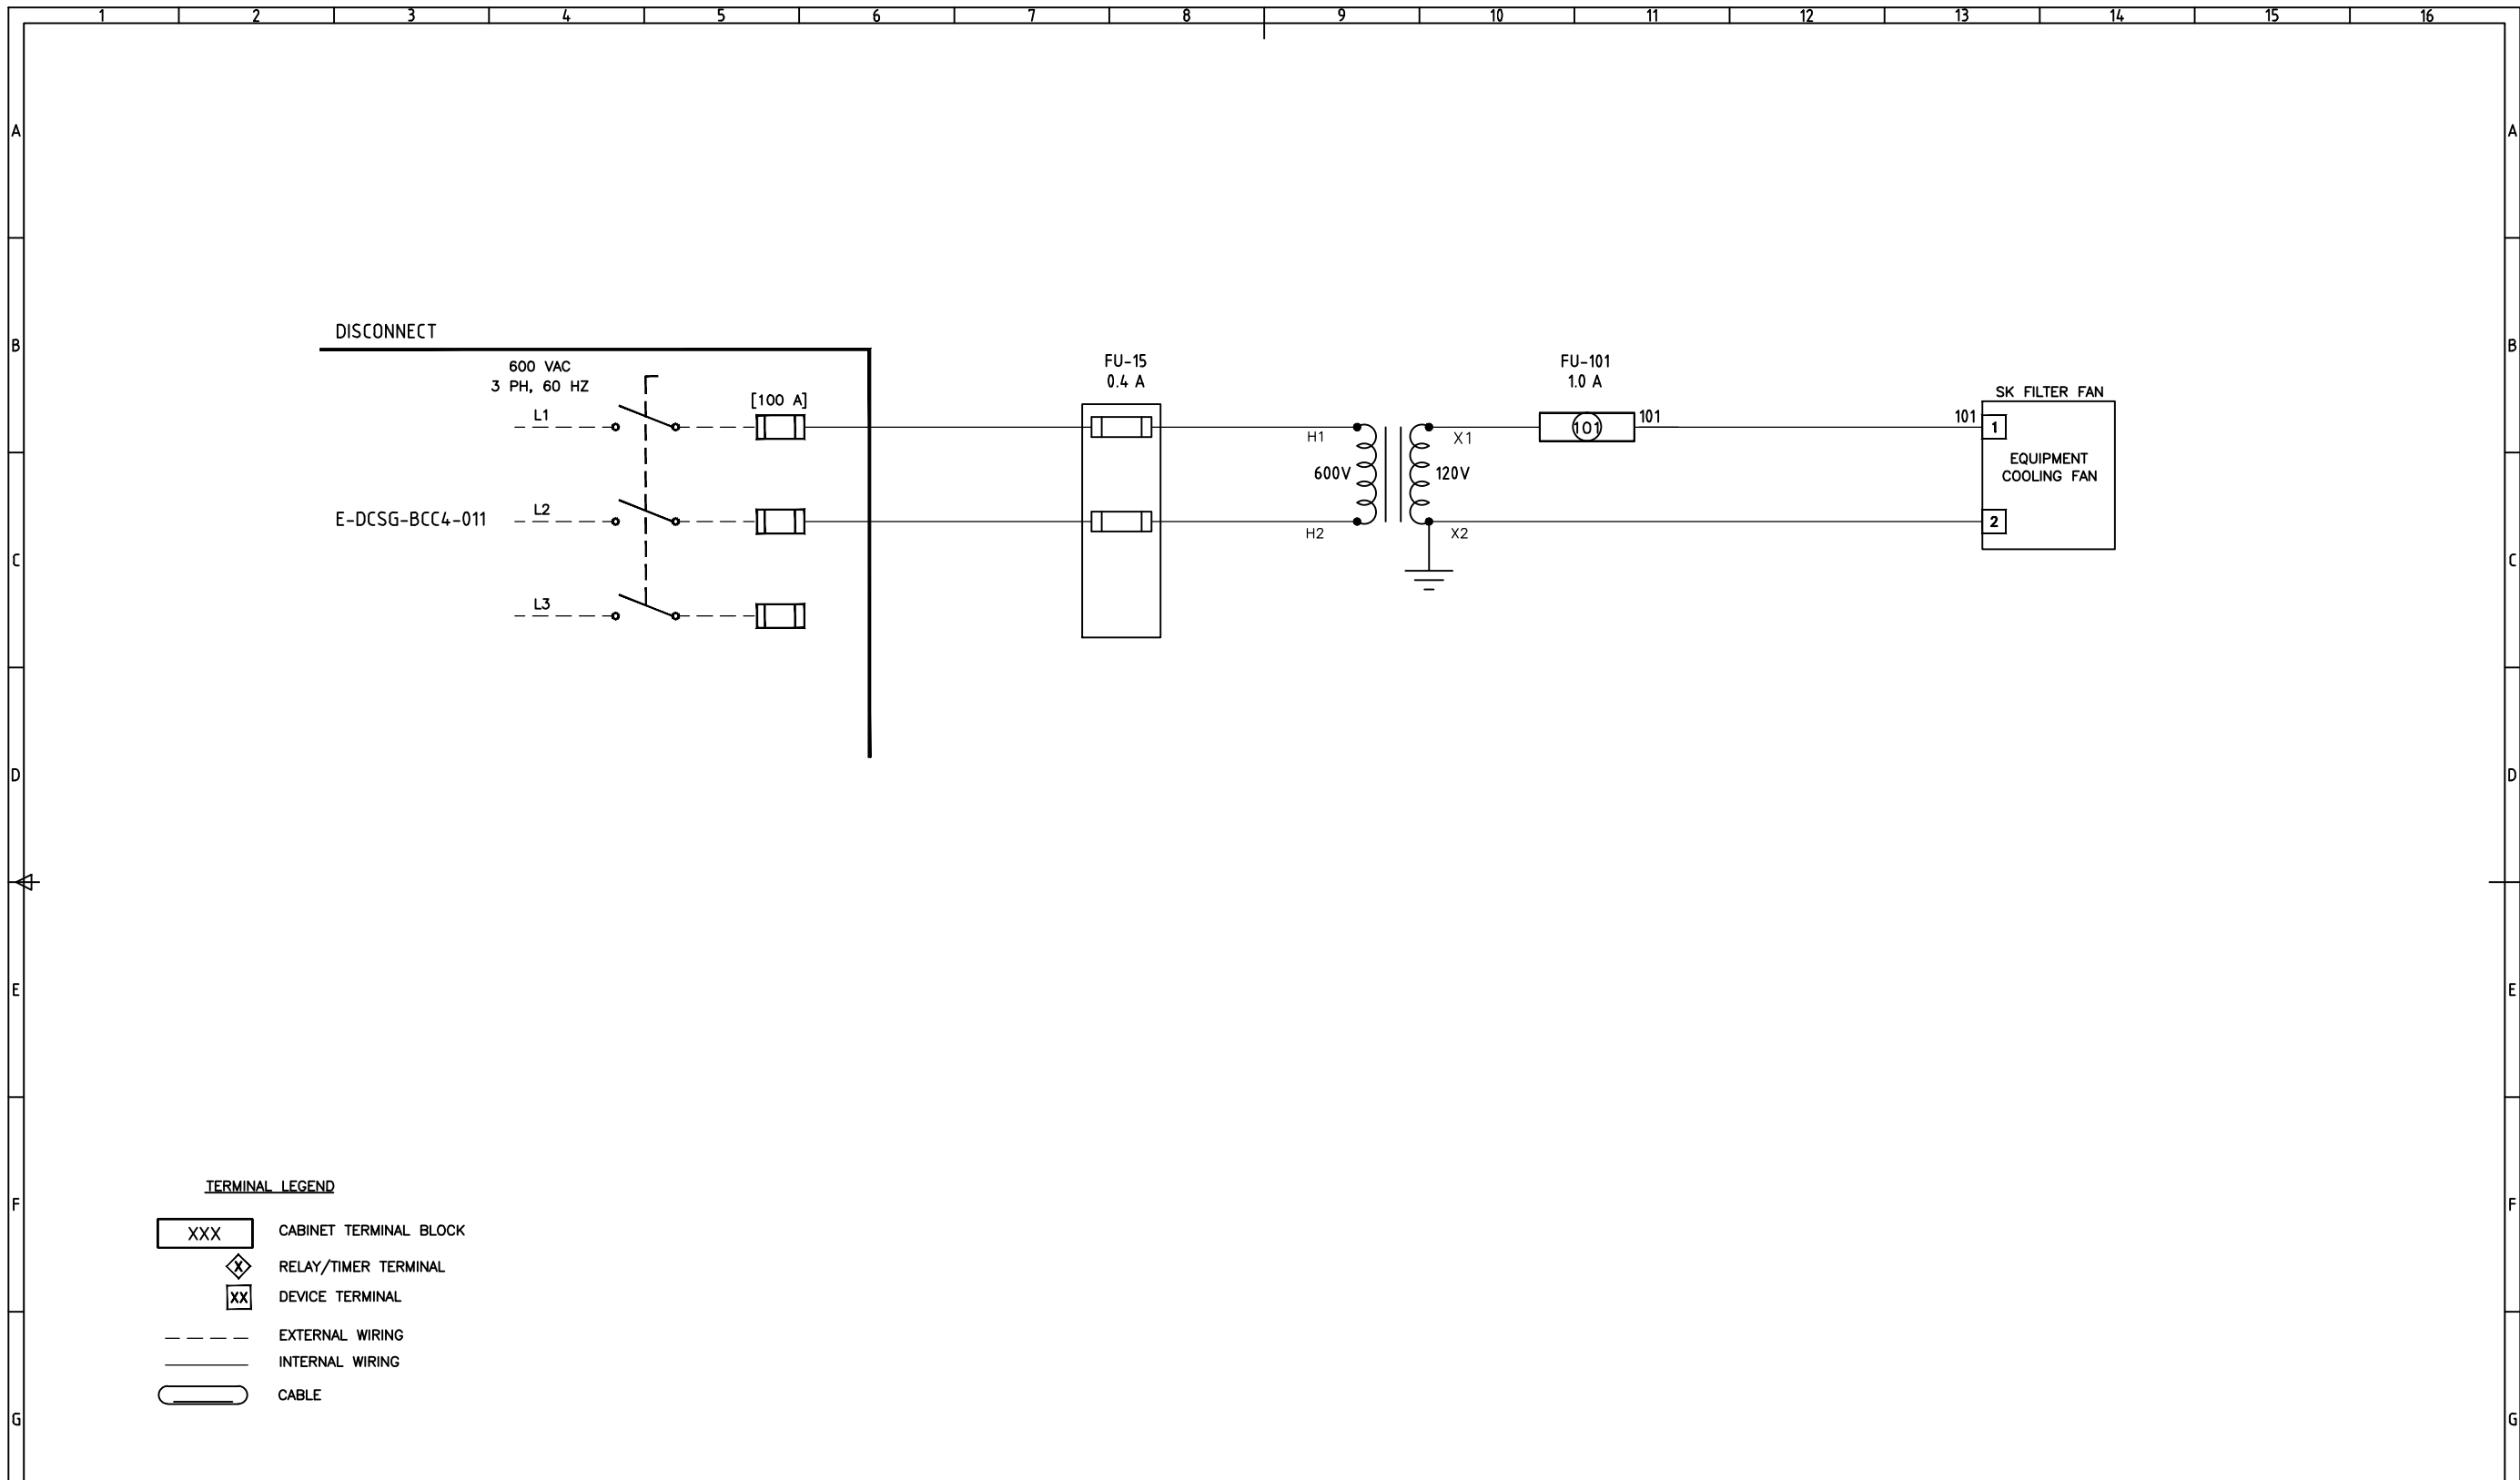 1 2 3 4 5 6 7 8 9 10 11 12 13 14 15 16
A A
DISCONNECT
B B
600 VAC
3 PH, 60 HZ
L1
[100 A]
FU-15
0.4 A
FU-101
1.0 A
SK FILTER FAN
H1
X1
101
101
101
1
600V
120V
EQUIPMENT
COOLING FAN
E-DCSG-BCC4-011
L2
H2
X2
2
C C
L3
D D
E E
TERMINAL LEGEND
F F
XXX CABINET TERMINAL BLOCK
X RELAY/TIMER TERMINAL
XX DEVICE TERMINAL
EXTERNAL WIRING
INTERNAL WIRING
CABLE
G G